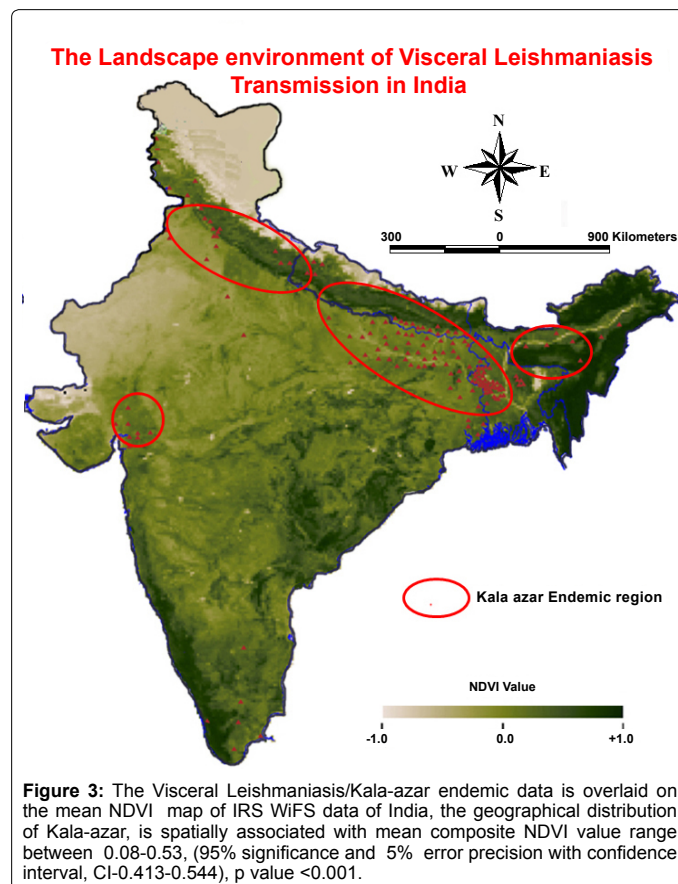 The Landscape environment of Visceral Leishmaniasis
Transmission in India
N
W
E
S
300
0
900 Kilometers
Kala azar Endemic region
NDVI Value
-1.0
0.0
+1.0
Figure 3: The Visceral Leishmaniasis/Kala-azar endemic data is overlaid on
the mean NDVI map of IRS WiFS data of India, the geographical distribution
of Kala-azar, is spatially associated with mean composite NDVI value range
between 0.08-0.53, (95% significance and 5% error precision with confidence
interval, CI-0.413-0.544), p value <0.001.